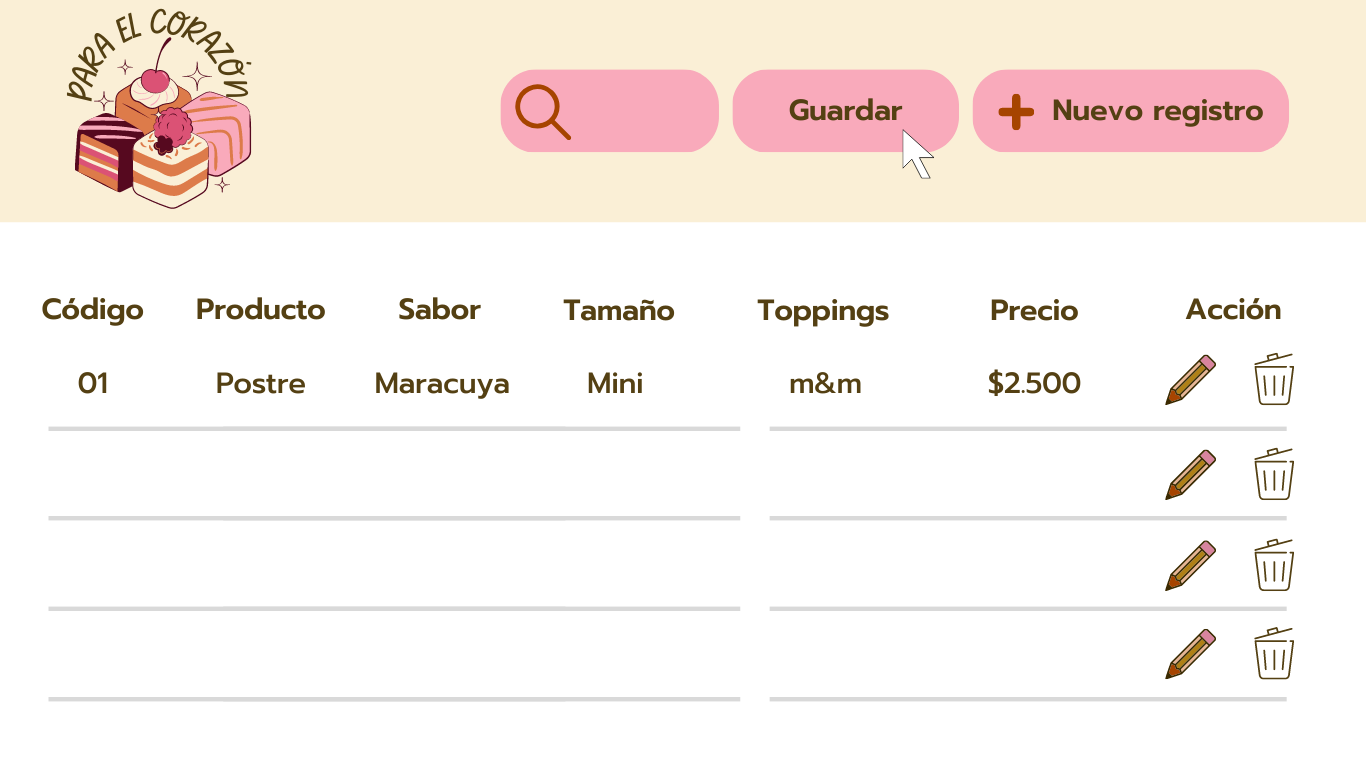 PARA EL CORAZÓN
Guardar
Nuevo registro
Código Producto Sabor Tamaño Toppings Precio Acción
01 Postre Maracuya Mini m&m $2.500